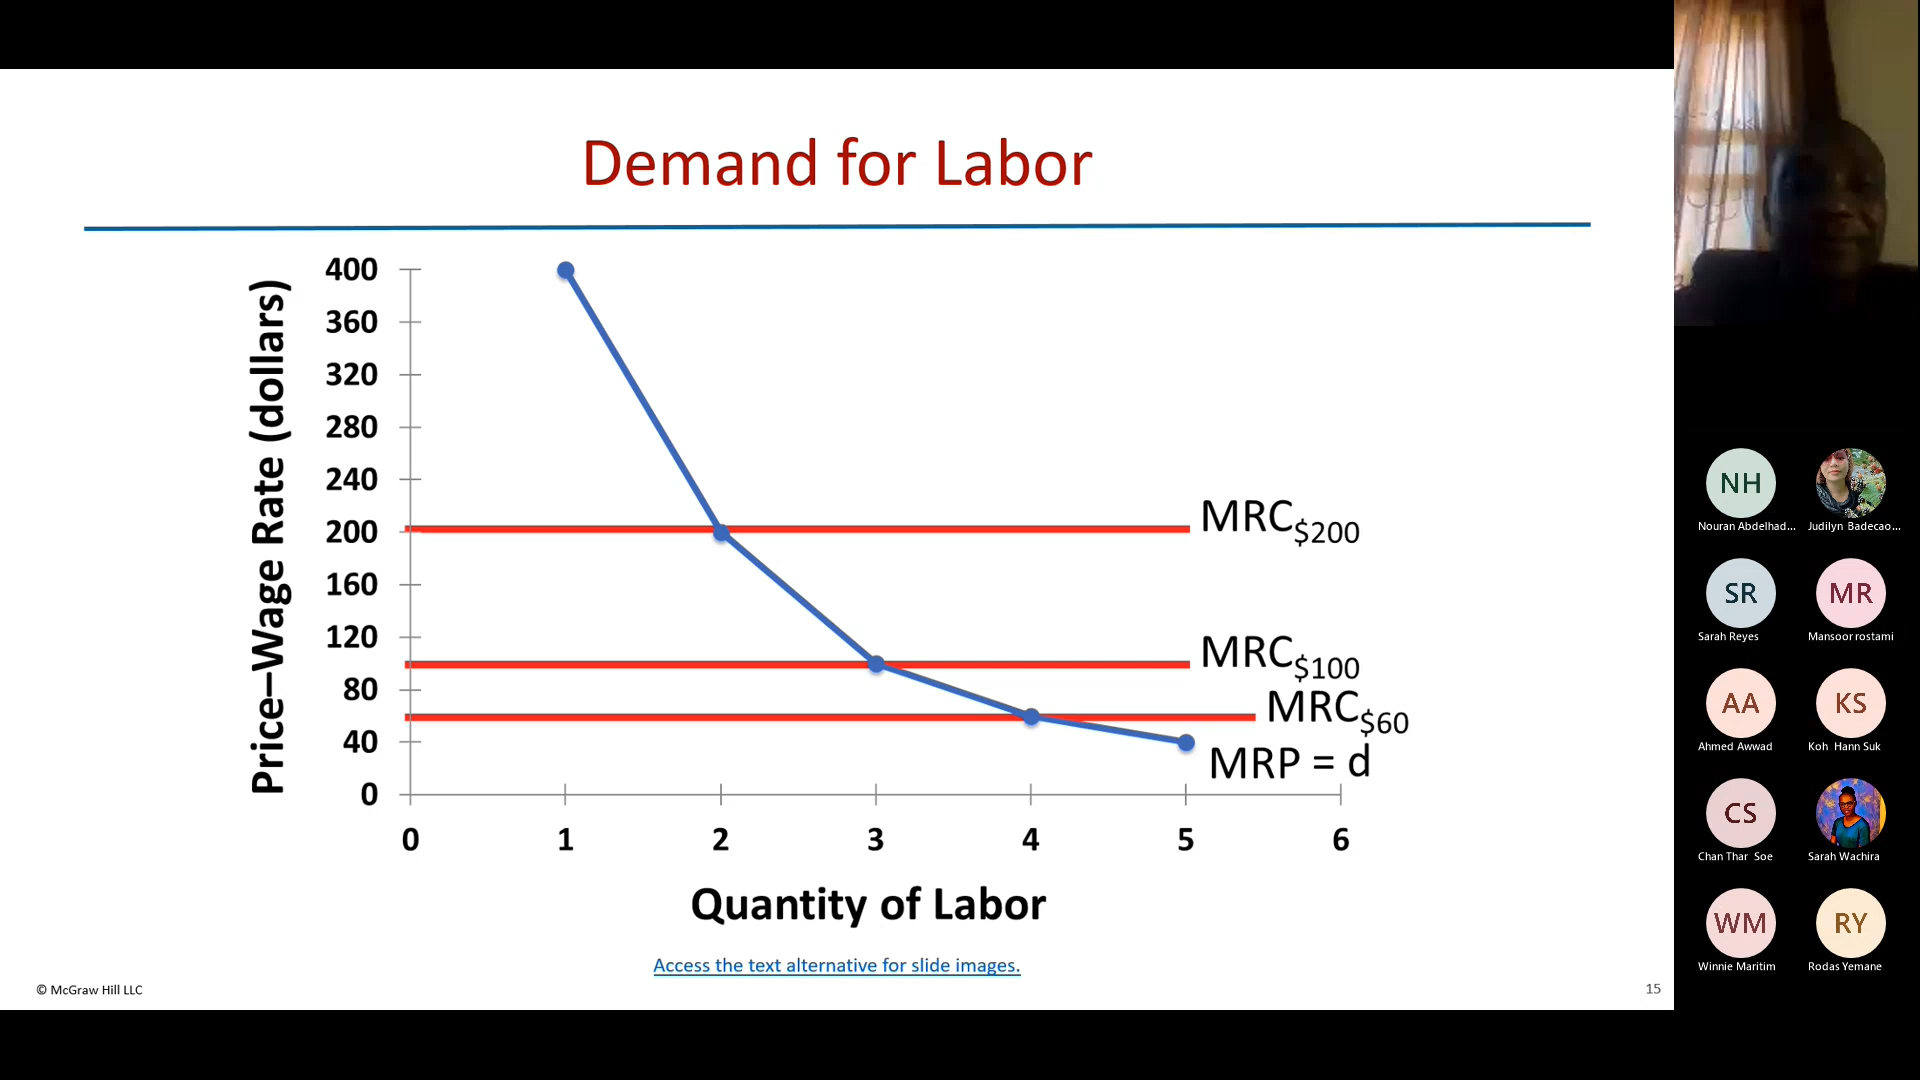 Demand for Labor
Price–Wage Rate (dollars)
400
360
320
280
240
200
160
120
80
40
0
MRC$200
MRC$100
MRC$60
MRP = d
0 1 2 3 4 5 6
Quantity of Labor
Access the text alternative for slide images.
© McGraw Hill LLC
15
NH
Nouran Abdelhad...
Judilyn Badecao...
SR
Sarah Reyes
MR
Mansoor rostami
AA
Ahmed Awwad
KS
Koh Hann Suk
CS
Chan Thar Soe
Sarah Wachira
WM
Winnie Maritim
RY
Rodas Yemane